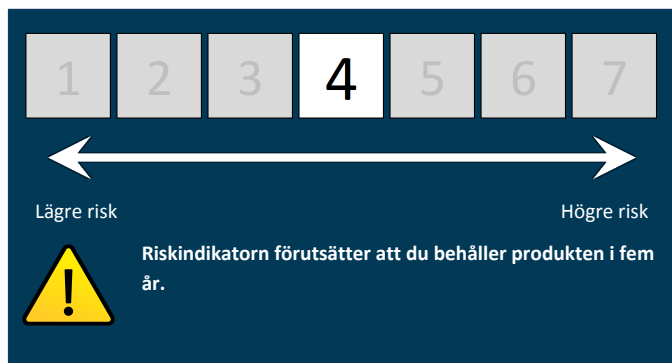 1 2 3 4 5 6 7
Lägre risk Högre risk
Riskindikatorn förutsätter att du behåller produkten i fem
år.